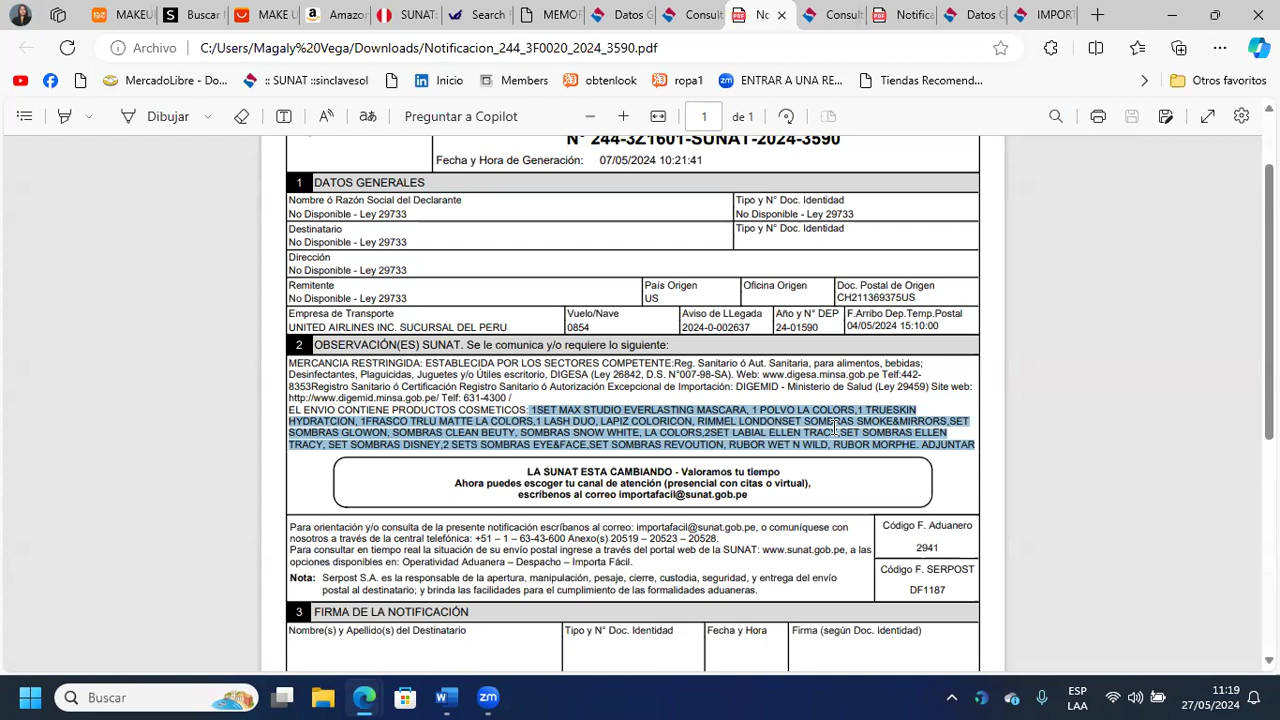 MAKEU
Buscar
MAKE U
Amazor
SUNAT:
Search
MEMOR
Datos G
Consult
PDF
No
Consult
PDF
Notifica
Datos G
IMPORT
Archivo
C:/Users/Magaly%20Vega/Downloads/Notificacion_244_3F0020_2024_3590.pdf
MercadoLibre - Do...
:: SUNAT ::sinclavesol
Inicio
Members
obtenlook
ropa1
ENTRAR A UNA RE...
Tiendas Recomend...
Otros favoritos
Dibujar
Preguntar a Copilot
1
de 1
N° 244-3Z1601-SUNAT-2024-3590
Fecha y Hora de Generación: 07/05/2024 10:21:41
1 DATOS GENERALES
Nombre ó Razón Social del Declarante
No Disponible - Ley 29733
Tipo y N° Doc. Identidad
No Disponible - Ley 29733
Destinatario
No Disponible - Ley 29733
Tipo y N° Doc. Identidad
Dirección
No Disponible - Ley 29733
Remitente
No Disponible - Ley 29733
País Origen
US
Oficina Origen
Doc. Postal de Origen
CH211369375US
Empresa de Transporte
UNITED AIRLINES INC. SUCURSAL DEL PERU
Vuelo/Nave
0854
Aviso de LLegada
2024-0-002637
Año y N° DEP
24-01590
F.Arribo Dep.Temp.Postal
04/05/2024 15:10:00
2 OBSERVACIÓN(ES) SUNAT. Se le comunica y/o requiere lo siguiente:
MERCANCIA RESTRINGIDA: ESTABLECIDA POR LOS SECTORES COMPETENTE:Reg. Sanitario ó Aut. Sanitaria, para alimentos, bebidas;
Desinfectantes, Plaguicidas, Juguetes y/o Útiles escritorio, DIGESA (Ley 26842, D.S. N°007-98-SA). Web: www.digesa.minsa.gob.pe Telf:442-
8353Registro Sanitario ó Certificación Registro Sanitario ó Autorización Excepcional de Importación: DIGEMID - Ministerio de Salud (Ley 29459) Site web:
http://www.digemid.minsa.gob.pe/ Telf: 631-4300 /
EL ENVIO CONTIENE PRODUCTOS COSMETICOS: 1SET MAX STUDIO EVERLASTING MASCARA, 1 POLVO LA COLORS,1 TRUESKIN
HYDRATCION, 1FRASCO TRLU MATTE LA COLORS,1 LASH DUO, LAPIZ COLORICON, RIMMEL LONDONSET SOMBRAS SMOKE&MIRRORS,SET
SOMBRAS GLOWON, SOMBRAS CLEAN BEUTY, SOMBRAS SNOW WHITE, LA COLORS,2SET LABIAL ELLEN TRACY,SET SOMBRAS ELLEN
TRACY, SET SOMBRAS DISNEY,2 SETS SOMBRAS EYE&FACE,SET SOMBRAS REVOUTION, RUBOR WET N WILD, RUBOR MORPHE. ADJUNTAR
LA SUNAT ESTA CAMBIANDO - Valoramos tu tiempo
Ahora puedes escoger tu canal de atención (presencial con citas o virtual),
escríbenos al correo importafacil@sunat.gob.pe
Para orientación y/o consulta de la presente notificación escríbanos al correo: importafacil@sunat.gob.pe, o comuníquese con
nosotros a través de la central telefónica: +51 – 1 – 63-43-600 Anexo(s) 20519 – 20523 – 20528.
Para consultar en tiempo real la situación de su envío postal ingrese a través del portal web de la SUNAT: www.sunat.gob.pe, a las
opciones disponibles en: Operatividad Aduanera – Despacho – Importa Fácil.
Nota: Serpost S.A. es la responsable de la apertura, manipulación, pesaje, cierre, custodia, seguridad, y entrega del envío
postal al destinatario; y brinda las facilidades para el cumplimiento de las formalidades aduaneras.
Código F. Aduanero
2941
Código F. SERPOST
DF1187
3 FIRMA DE LA NOTIFICACIÓN
Nombre(s) y Apellido(s) del Destinatario
Tipo y N° Doc. Identidad
Fecha y Hora
Firma (según Doc. Identidad)
Buscar
ESP
LAA
11:19
27/05/2024